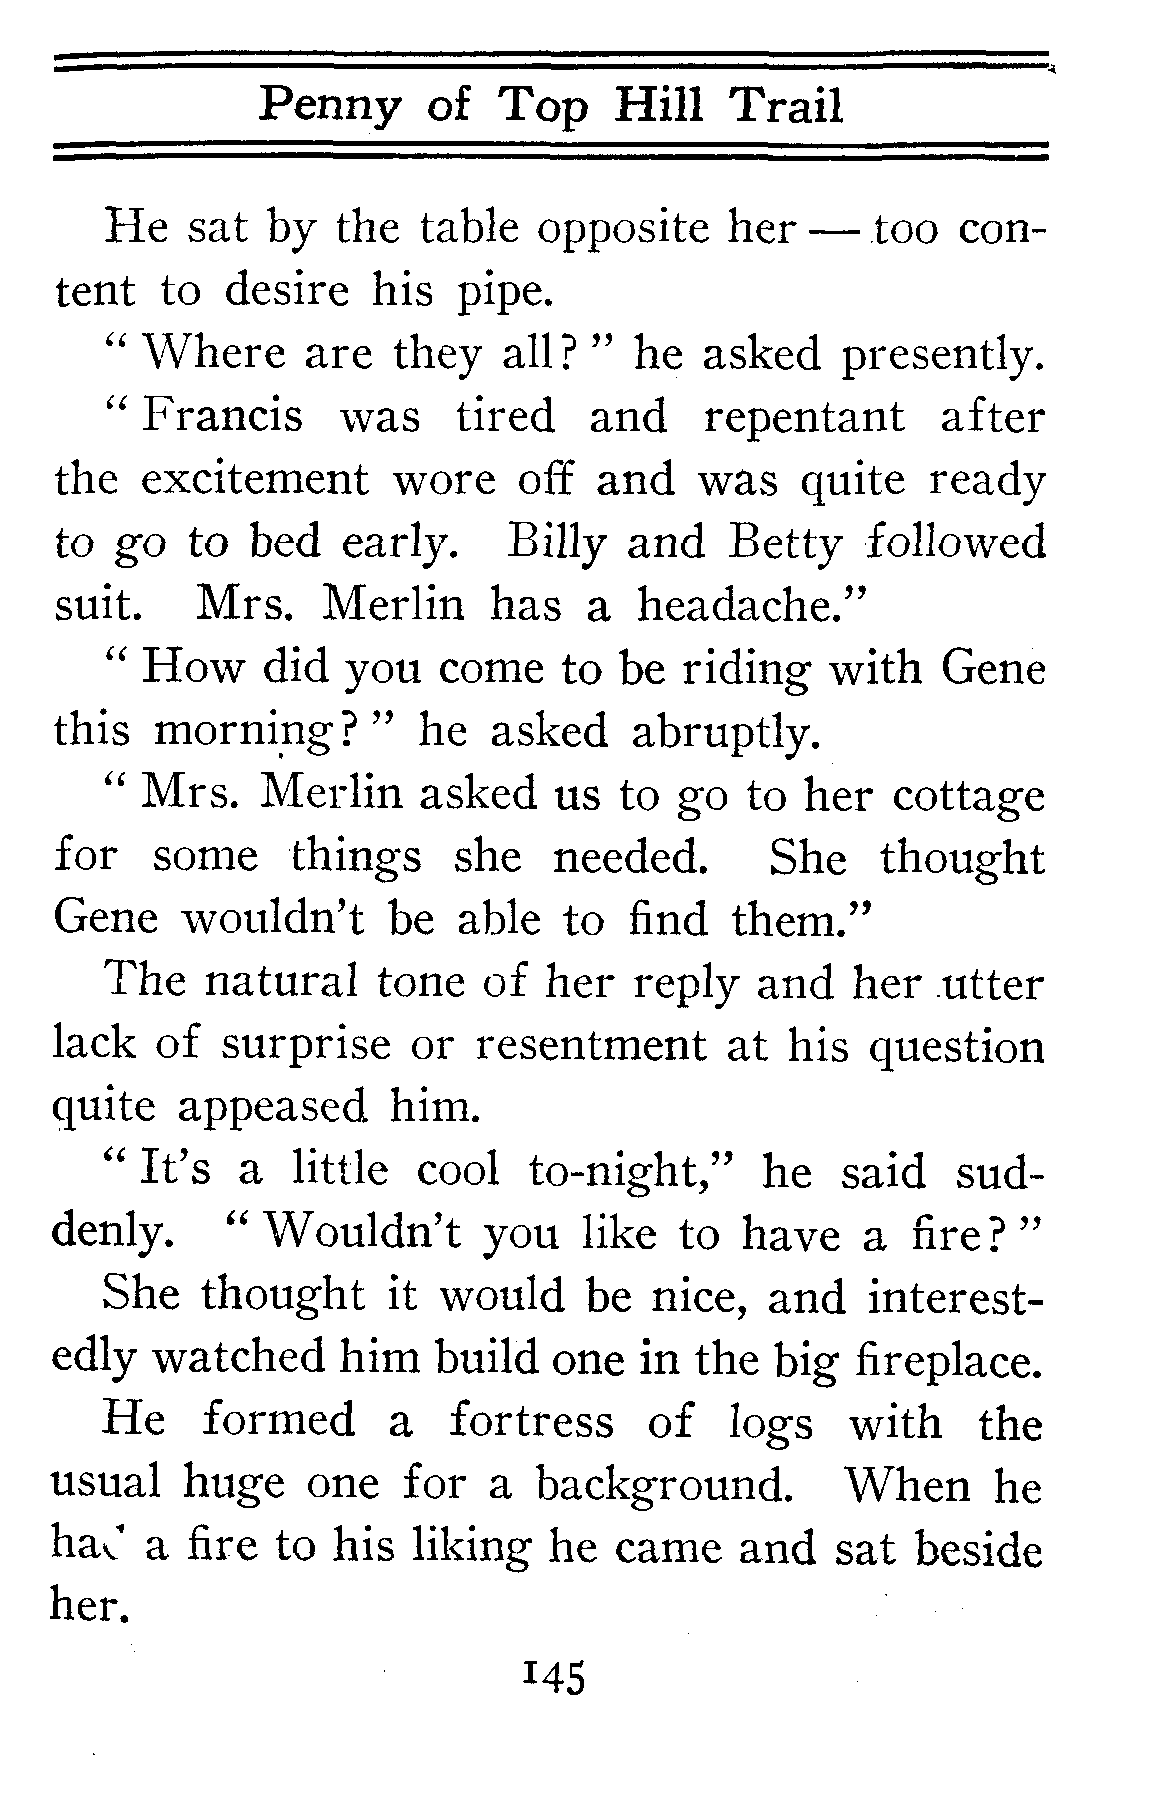 Penny of Top Hill Trail
He sat by the table opposite her — too con-
tent to desire his pipe.
“ Where are they all? ” he asked presently.
“ Francis was tired and repentant after
the excitement wore off and was quite ready
to go to bed early. Billy and Betty followed
suit. Mrs. Merlin has a headache.”
“ How did you come to be riding with Gene
this morning? ” he asked abruptly.
“ Mrs. Merlin asked us to go to her cottage
for some things she needed. She thought
Gene wouldn’t be able to find them.”
The natural tone of her reply and her utter
lack of surprise or resentment at his question
quite appeased him.
“ It’s a little cool to-night,” he said sud-
denly. “ Wouldn’t you like to have a fire? ”
She thought it would be nice, and interest-
edly watched him build one in the big fireplace.
He formed a fortress of logs with the
usual huge one for a background. When he
had a fire to his liking he came and sat beside
her.
145